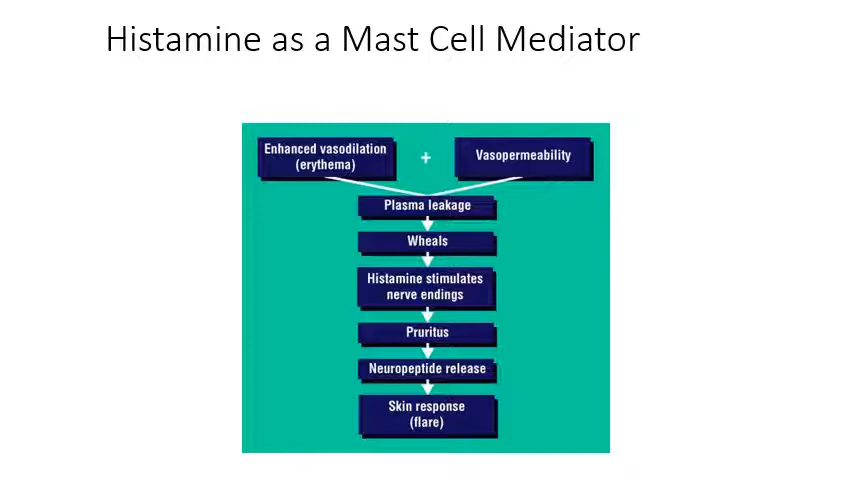 Histamine as a Mast Cell Mediator
Enhanced vasodilation
(erythema)
+
Vasopermeability
Plasma leakage
Wheals
Histamine stimulates
nerve endings
Pruritus
Neuropeptide release
Skin response
(flare)